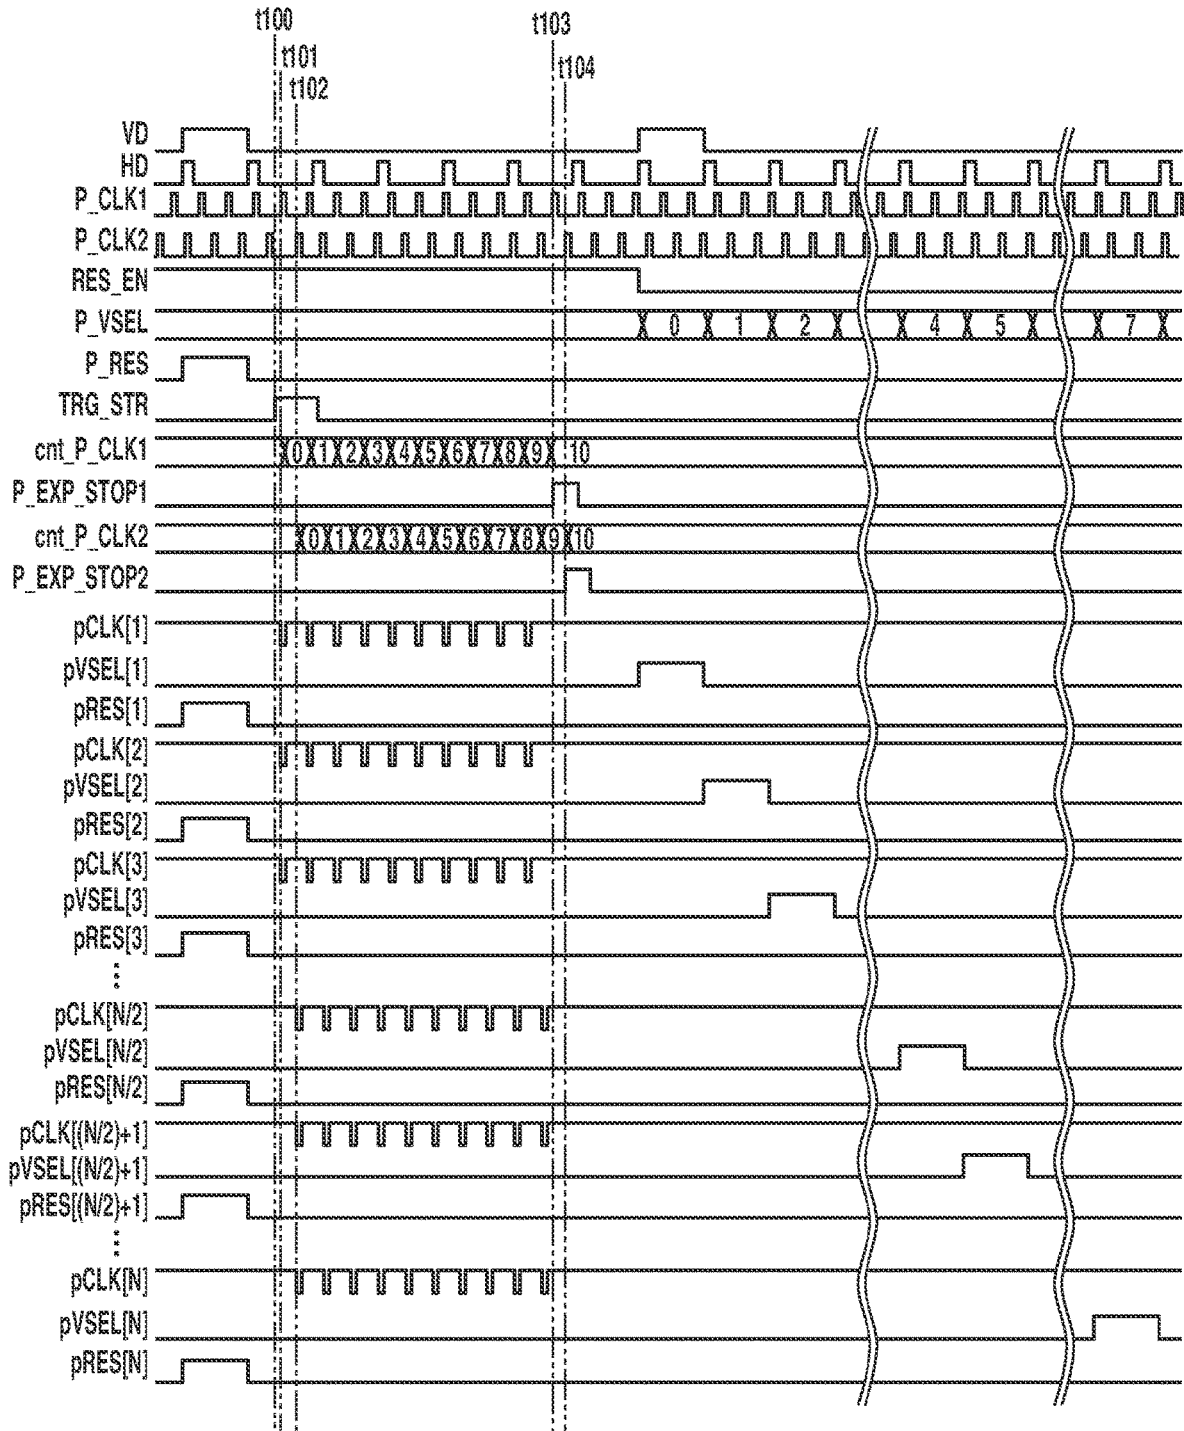 t100
t103
t101
t104
t102
VD
HD
P_CLK1
P_CLK2
RES_EN
P_VSEL 0 1 2 4 5 7
P_RES
TRG_STR
cnt_P_CLK1 0 1 2 3 4 5 6 7 8 9 10
P_EXP_STOP1
cnt_P_CLK2 0 1 2 3 4 5 6 7 8 9 10
P_EXP_STOP2
pCLK[1]
pVSEL[1]
pRES[1]
pCLK[2]
pVSEL[2]
pRES[2]
pCLK[3]
pVSEL[3]
pRES[3]
⋮
pCLK[N/2]
pVSEL[N/2]
pRES[N/2]
pCLK[(N/2)+1]
pVSEL[(N/2)+1]
pRES[(N/2)+1]
⋮
pCLK[N]
pVSEL[N]
pRES[N]